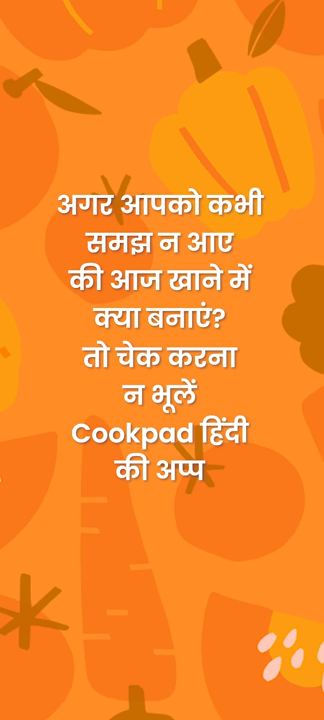 अगर आपको कभी
समझ न आए
की आज खाने में
क्या बनाएं?
तो चेक करना
न भूलें
Cookpad हिंदी
की अप्प